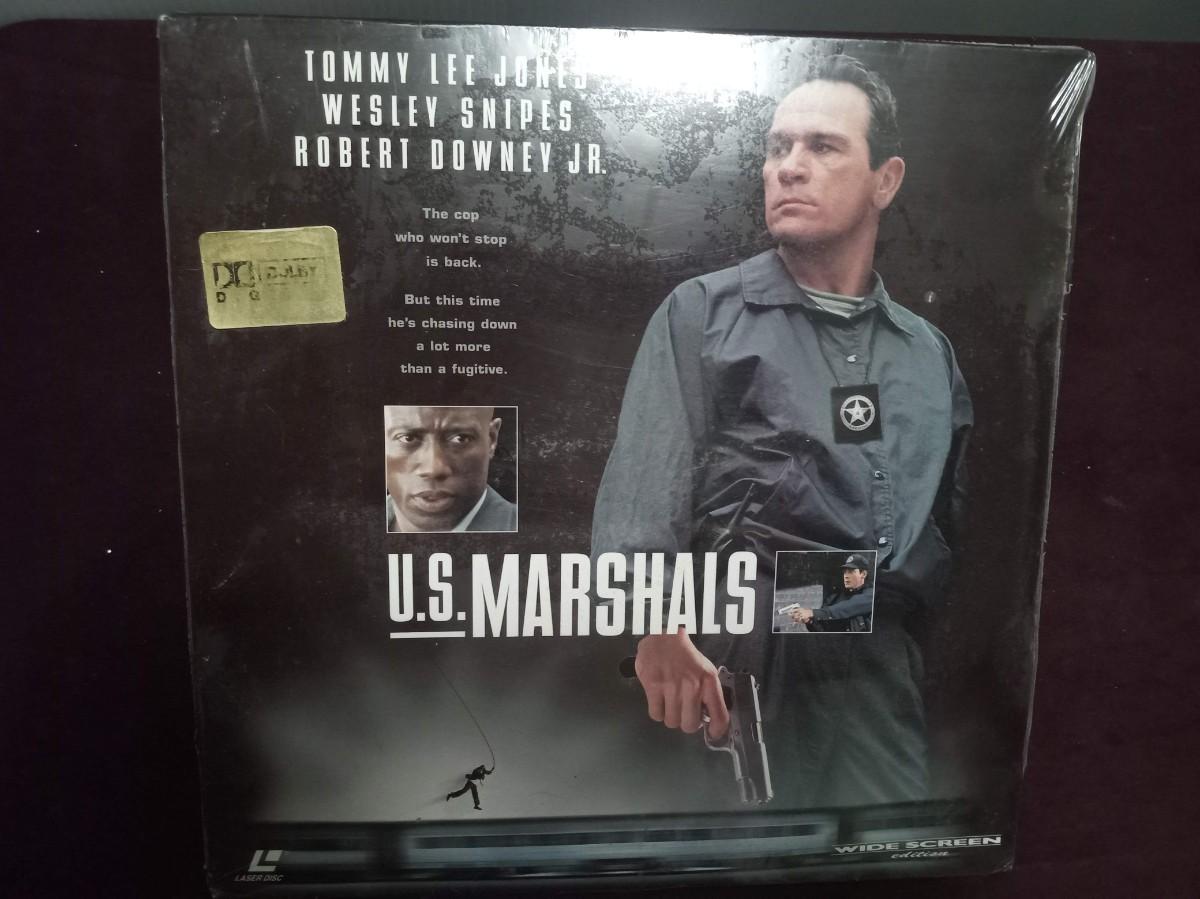 TOMMY LEE JONES
WESLEY SNIPES
ROBERT DOWNEY JR.
The cop
who won't stop
is back.
But this time
he's chasing down
a lot more
than a fugitive.
DOLBY
D G
U.S. MARSHALS
WIDE SCREEN
edition
LASER DISC